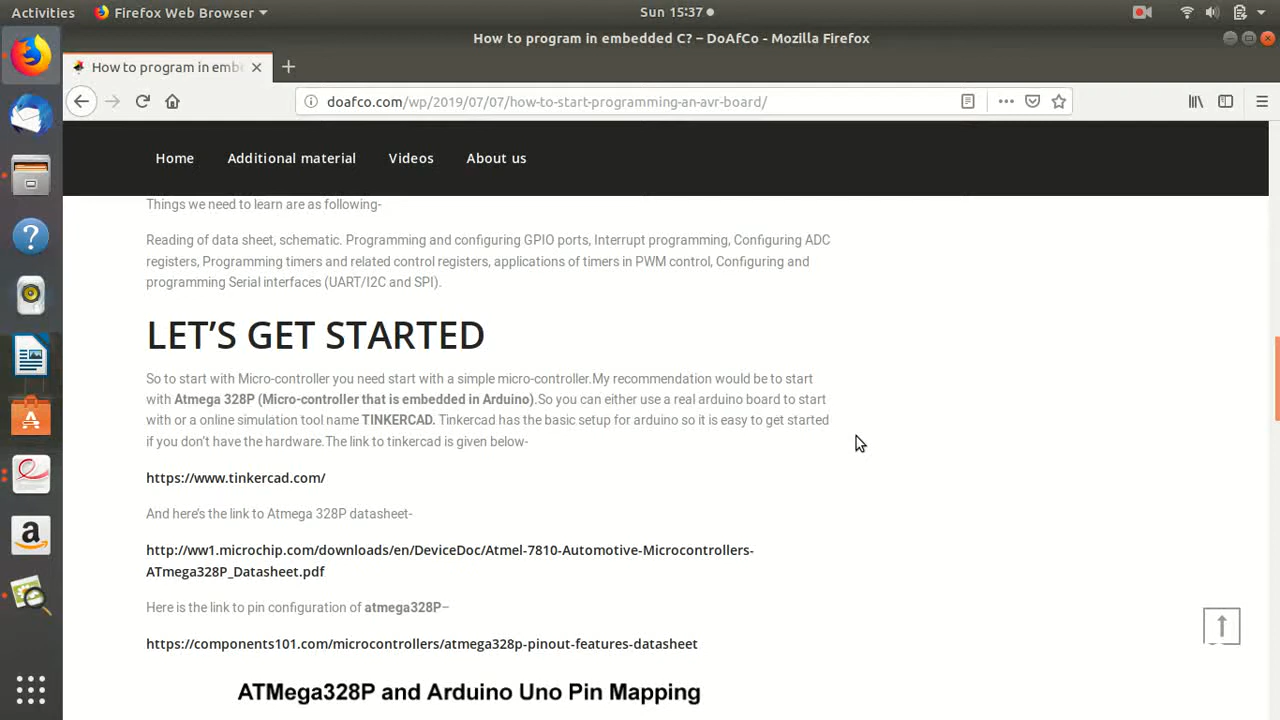 Activities Firefox Web Browser Sun 15:37
How to program in embedded C? – DoAfCo - Mozilla Firefox
How to program in embe
doafco.com/wp/2019/07/07/how-to-start-programming-an-avr-board/
Home Additional material Videos About us
Things we need to learn are as following-
Reading of data sheet, schematic. Programming and configuring GPIO ports, Interrupt programming, Configuring ADC
registers, Programming timers and related control registers, applications of timers in PWM control, Configuring and
programming Serial interfaces (UART/I2C and SPI).
LET’S GET STARTED
So to start with Micro-controller you need start with a simple micro-controller.My recommendation would be to start
with Atmega 328P (Micro-controller that is embedded in Arduino).So you can either use a real arduino board to start
with or a online simulation tool name TINKERCAD. Tinkercad has the basic setup for arduino so it is easy to get started
if you don’t have the hardware.The link to tinkercad is given below-
https://www.tinkercad.com/
And here’s the link to Atmega 328P datasheet-
http://ww1.microchip.com/downloads/en/DeviceDoc/Atmel-7810-Automotive-Microcontrollers-
ATmega328P_Datasheet.pdf
Here is the link to pin configuration of atmega328P–
https://components101.com/microcontrollers/atmega328p-pinout-features-datasheet
ATMega328P and Arduino Uno Pin Mapping